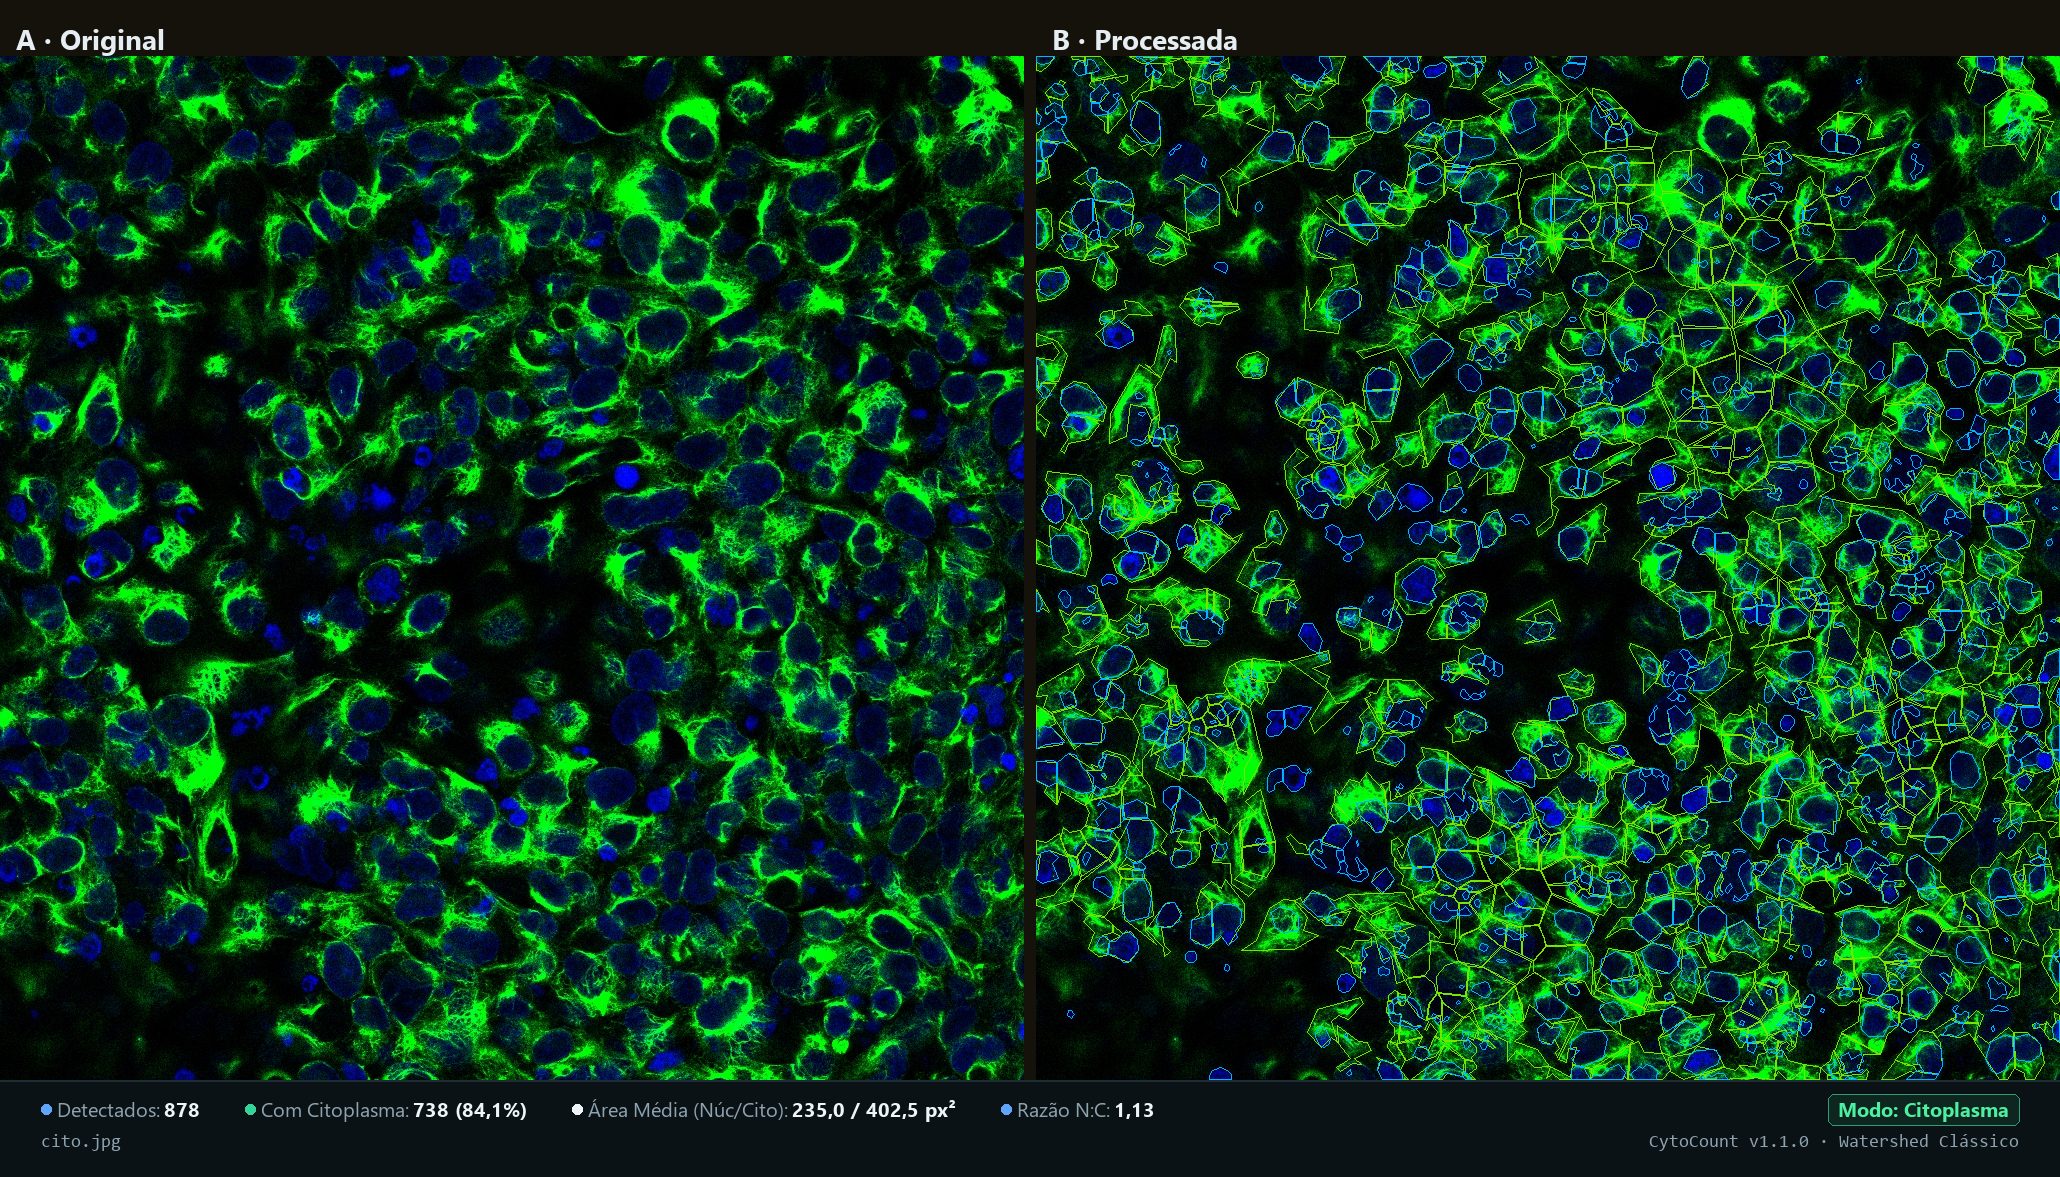 A · Original
B · Processada
Detectados: 878
Com Citoplasma: 738 (84,1%)
Área Média (Núc/Cito): 235,0 / 402,5 px²
Razão N:C: 1,13
Modo: Citoplasma
cito.jpg
CytoCount v1.1.0 · Watershed Clássico